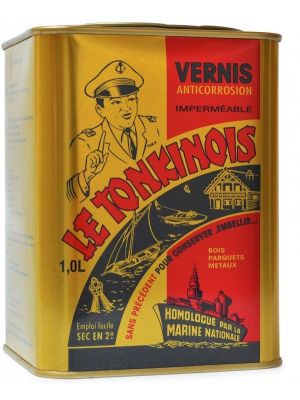 VERNIS
ANTICORROSION
IMPERMÉABLE
LE TONKINOIS
1,0L
SANS PRÉCÉDENT POUR CONSERVER, EMBELLIR...
BOIS
PARQUETS
METAUX
Emploi facile
SEC EN 2H
HOMOLOGUÉ PAR LA
MARINE NATIONALE